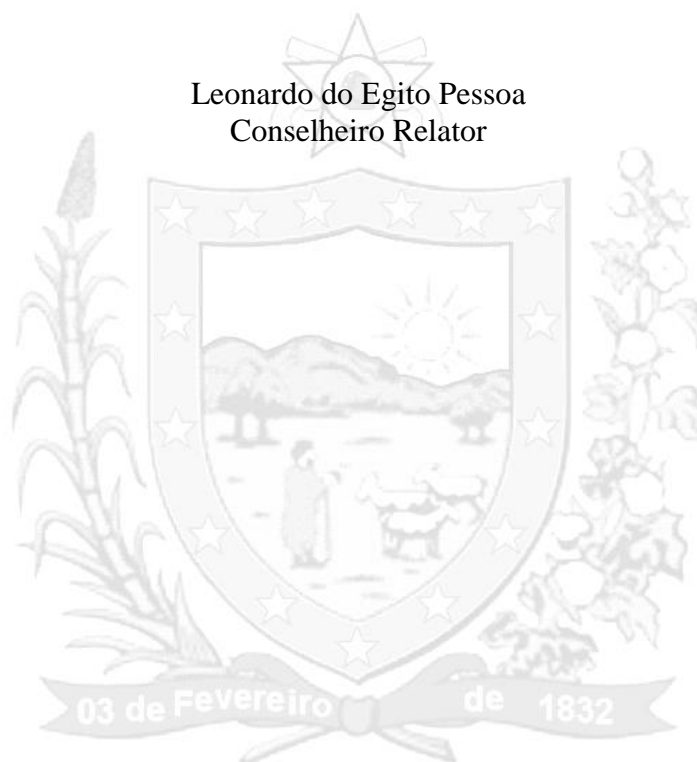 Leonardo do Egito Pessoa
Conselheiro Relator
03 de Fevereiro de 1832